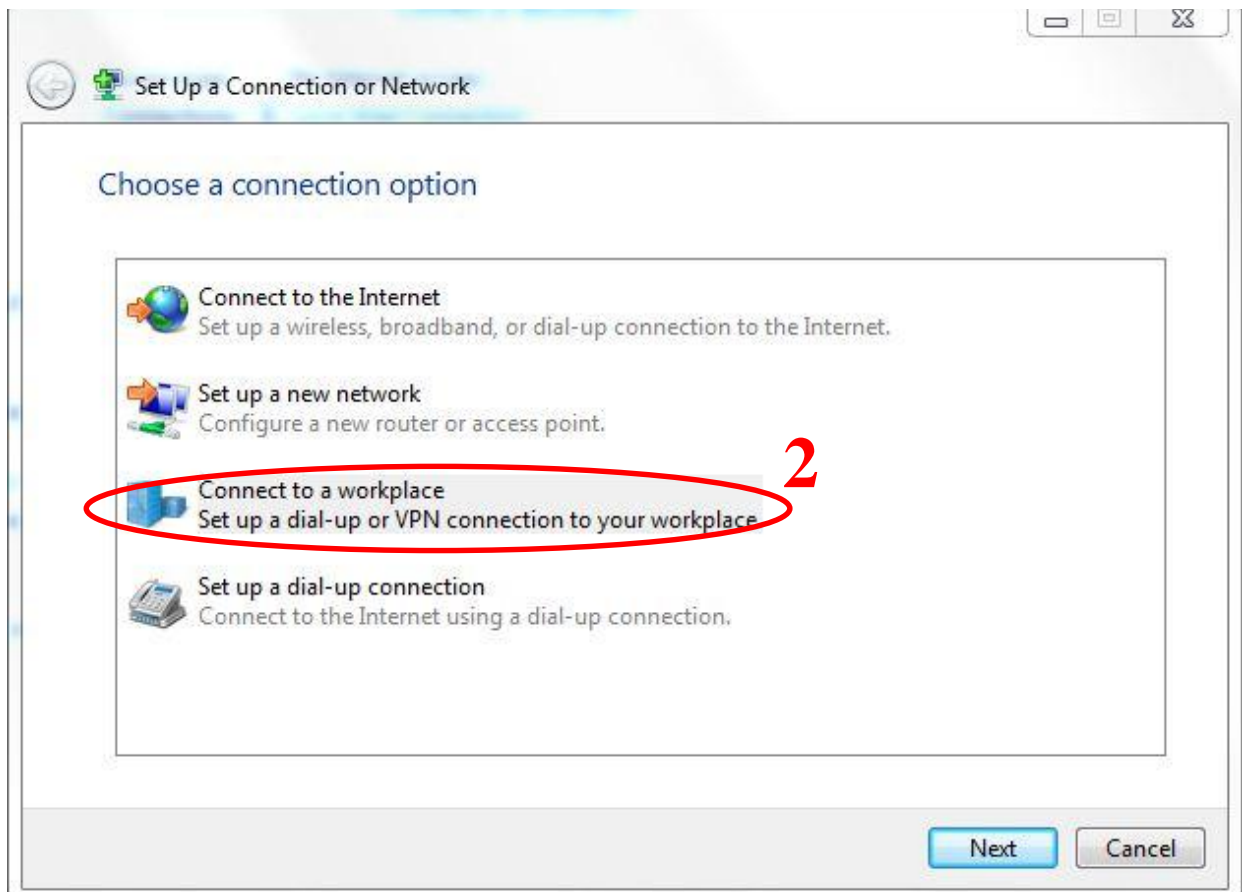 Set Up a Connection or Network
Choose a connection option
Connect to the Internet
Set up a wireless, broadband, or dial-up connection to the Internet.
Set up a new network
Configure a new router or access point.
2
Connect to a workplace
Set up a dial-up or VPN connection to your workplace
Set up a dial-up connection
Connect to the Internet using a dial-up connection.
Next Cancel